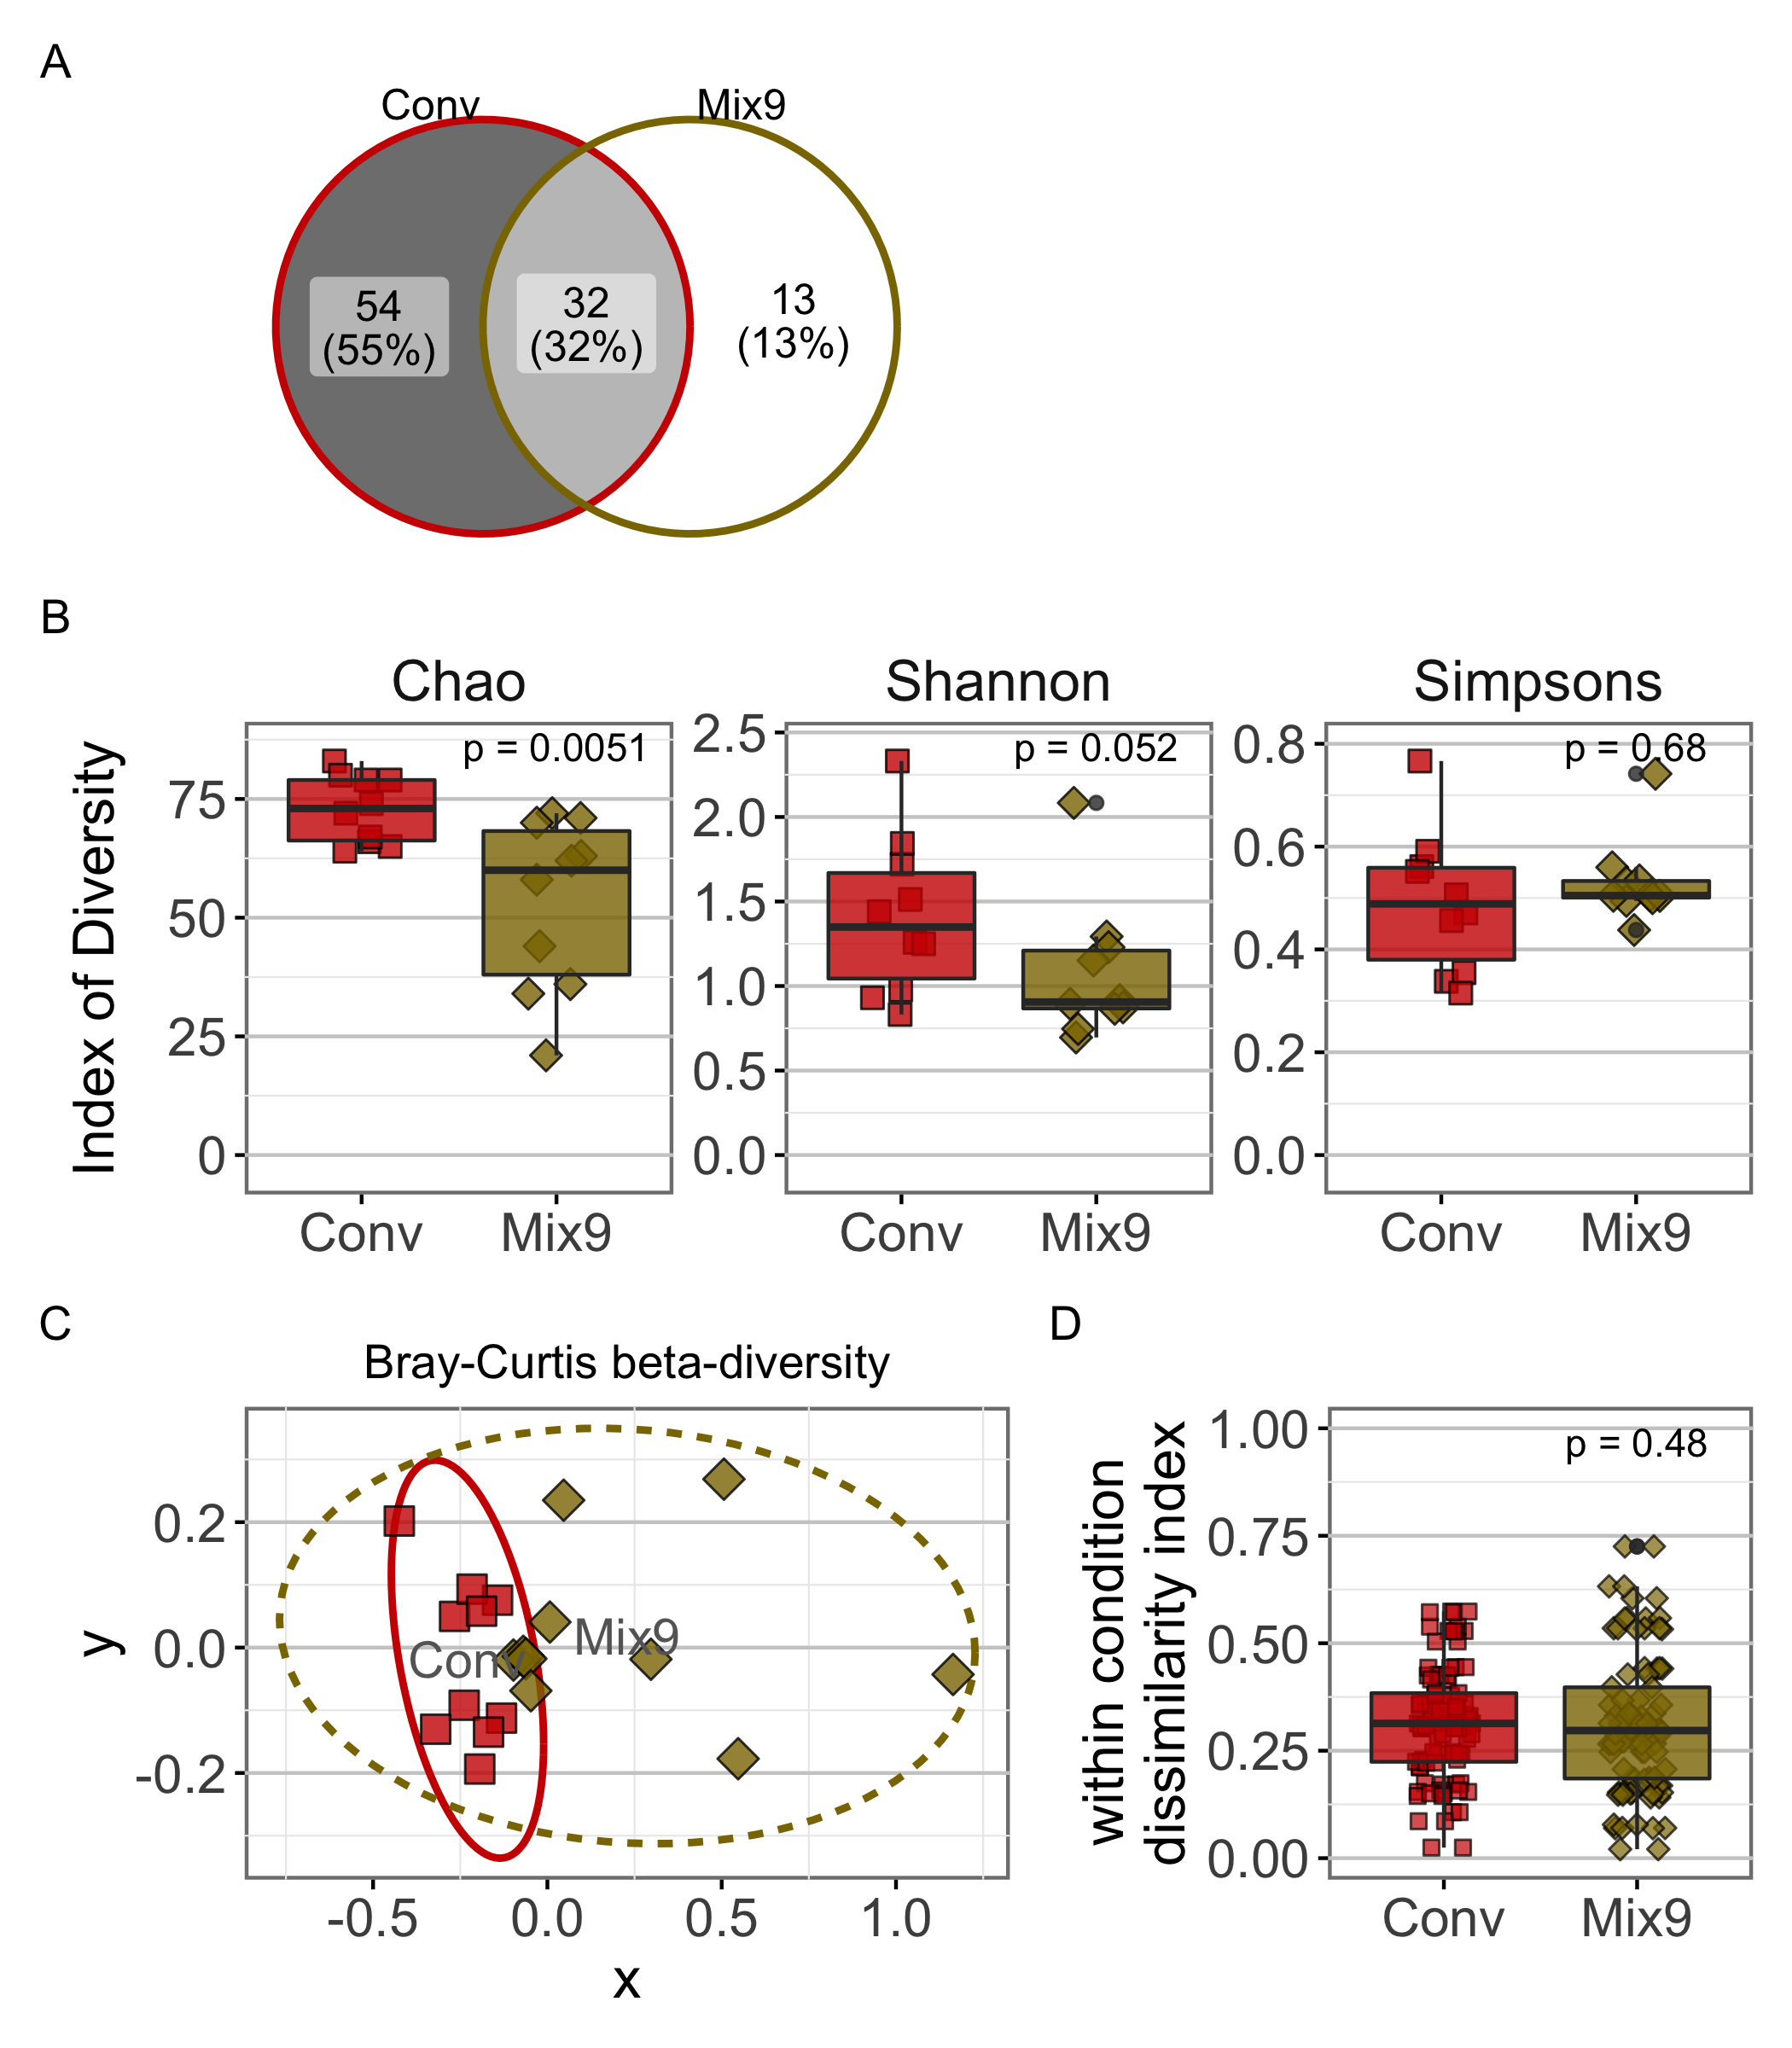 A
Conv
Mix9
54
(55%)
32
(32%)
13
(13%)
B
Chao
Shannon
Simpsons
Index of Diversity
75
50
25
0
p = 0.0051
Conv
Mix9
2.5
2.0
1.5
1.0
0.5
0.0
p = 0.052
Conv
Mix9
0.8
0.6
0.4
0.2
0.0
p = 0.68
Conv
Mix9
C
Bray-Curtis beta-diversity
y
0.2
0.0
-0.2
Conv
Mix9
-0.5
0.0
0.5
1.0
x
D
within condition
dissimilarity index
1.00
0.75
0.50
0.25
0.00
p = 0.48
Conv
Mix9